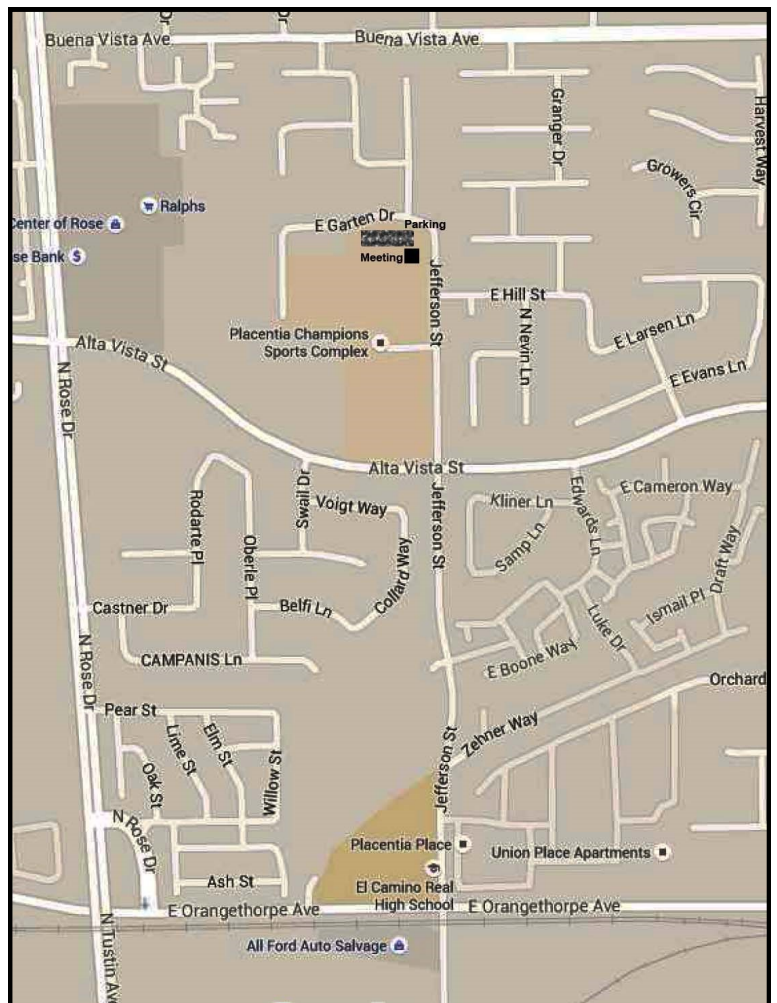 Dr
Dr
Buena Vista Ave
Buena Vista Ave
Granger Dr
Harvest Way
Growers Cir
Ralphs
Center of Rose
E Garten Dr
Parking
se Bank
$
Meeting
Jefferson St
E Hill St
N Nevin Ln
E Larsen Ln
Placentia Champions
Sports Complex
Alta Vista St
E Evans Ln
N Rose Dr
Alta Vista St
Swail Dr
Jefferson St
Edwards Ln
E Cameron Way
Rodarte Pl
Voigt Way
Kliner Ln
Samp Ln
Oberle Pl
Collard Way
Draft Way
Castner Dr
Belfi Ln
Ismail Pl
Luke Dr
N Rose Dr
CAMPANIS Ln
E Boone Way
Orchard
Pear St
Zehner Way
Jefferson St
Lime St
Elm St
Willow St
Oak St
N Rose Dr
Placentia Place
Union Place Apartments
Ash St
El Camino Real
High School
E Orangethorpe Ave
E Orangethorpe Ave
N Tustin Av
All Ford Auto Salvage